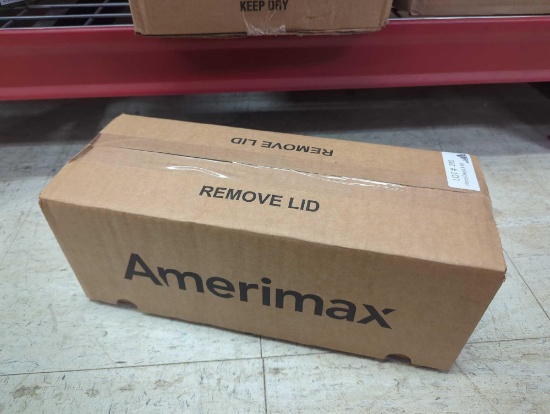 KEEP DRY
REMOVE LID
REMOVE LID
Amerimax